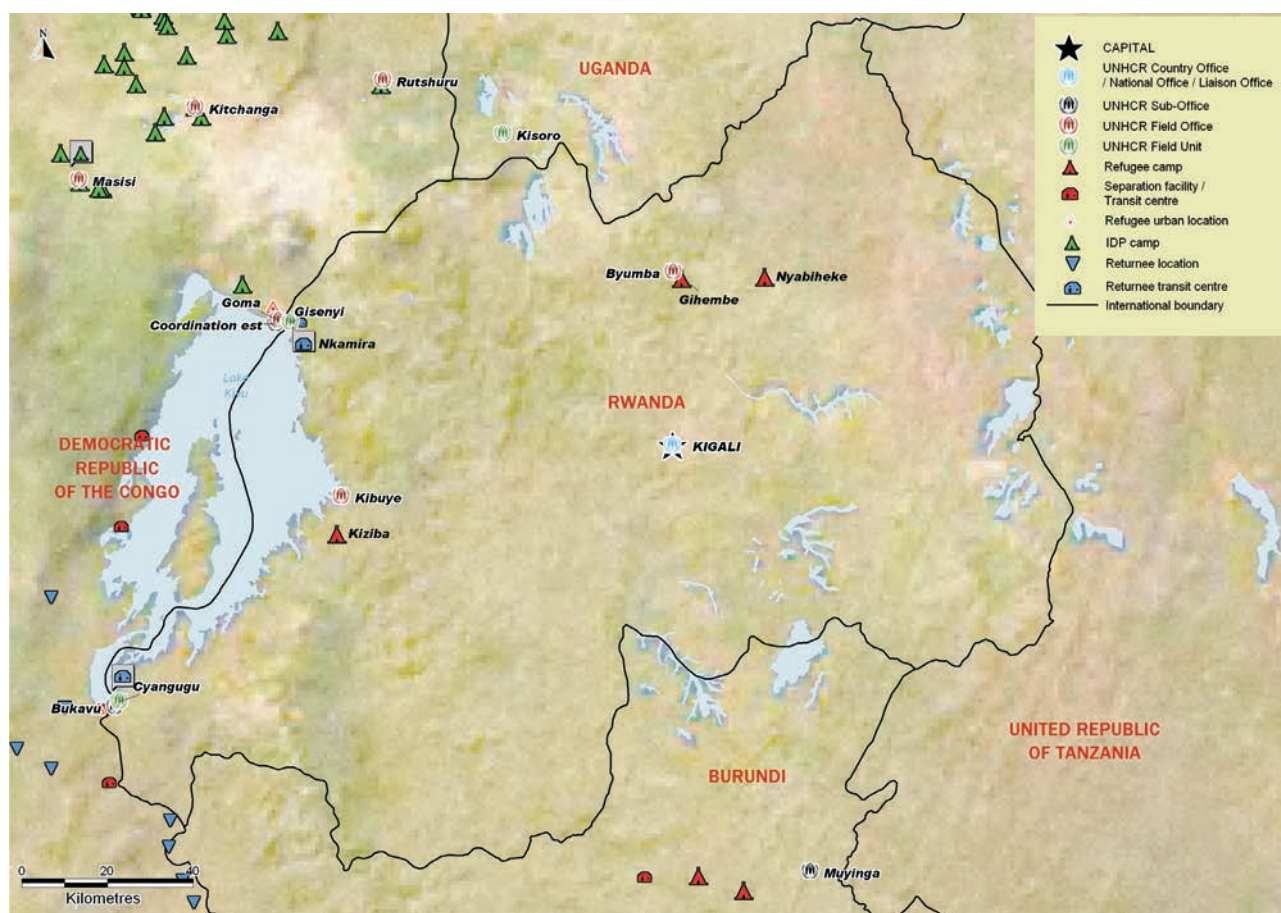 N
UGANDA
Rutshuru
Kitchanga
Kisoro
Masisi
Byumba
Gihembe
Nyabiheke
Goma
Gisenyi
Coordination est
Nkamira
Lake
Kivu
RWANDA
KIGALI
DEMOCRATIC
REPUBLIC
OF THE CONGO
Kibuye
Kiziba
Cyangugu
Bukavu
UNITED REPUBLIC
OF TANZANIA
BURUNDI
Muyinga
0 20 40
Kilometres
CAPITAL
UNHCR Country Office
/ National Office / Liaison Office
UNHCR Sub-Office
UNHCR Field Office
UNHCR Field Unit
Refugee camp
Separation facility /
Transit centre
Refugee urban location
IDP camp
Returnee location
Returnee transit centre
International boundary